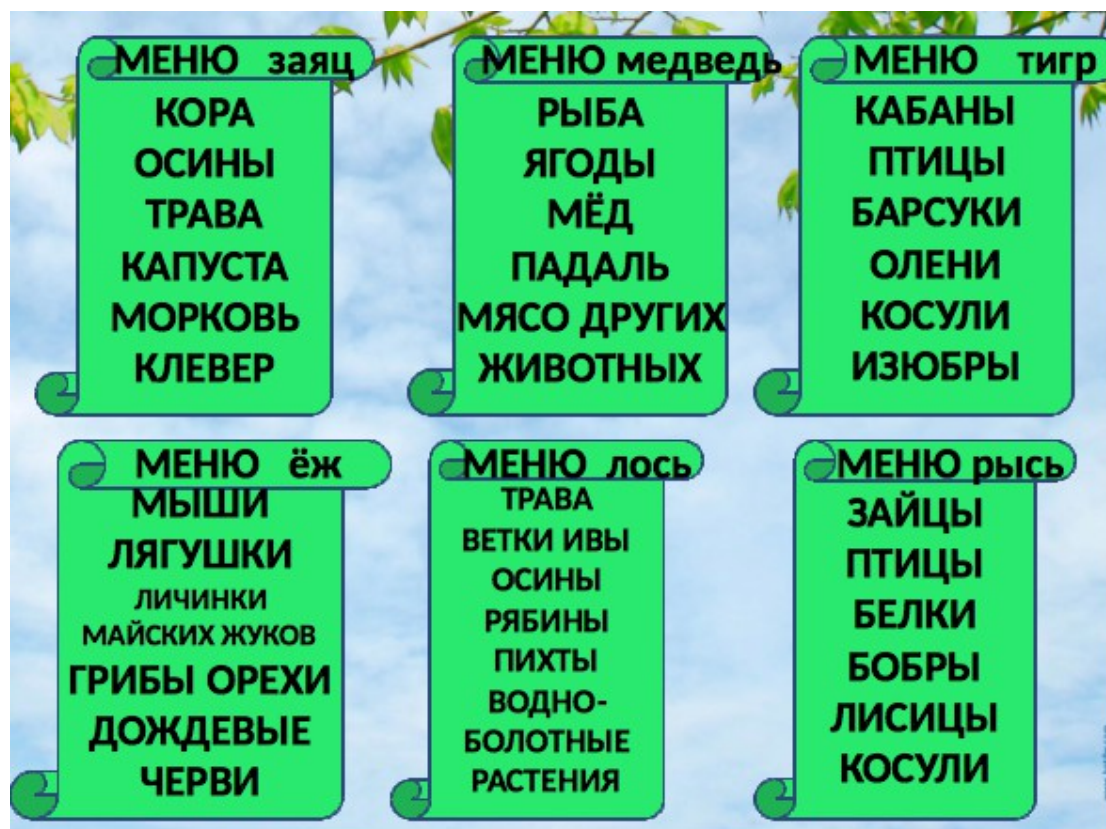 МЕНЮ заяц
КОРА
ОСИНЫ
ТРАВА
КАПУСТА
МОРКОВЬ
КЛЕВЕР
МЕНЮ медведь
РЫБА
ЯГОДЫ
МЁД
ПАДАЛЬ
МЯСО ДРУГИХ
ЖИВОТНЫХ
МЕНЮ тигр
КАБАНЫ
ПТИЦЫ
БАРСУКИ
ОЛЕНИ
КОСУЛИ
ИЗЮБРЫ
МЕНЮ ёж
МЫШИ
ЛЯГУШКИ
ЛИЧИНКИ
МАЙСКИХ ЖУКОВ
ГРИБЫ ОРЕХИ
ДОЖДЕВЫЕ
ЧЕРВИ
МЕНЮ лось
ТРАВА
ВЕТКИ ИВЫ
ОСИНЫ
РЯБИНЫ
ПИХТЫ
ВОДНО-
БОЛОТНЫЕ
РАСТЕНИЯ
МЕНЮ рысь
ЗАЙЦЫ
ПТИЦЫ
БЕЛКИ
БОБРЫ
ЛИСИЦЫ
КОСУЛИ